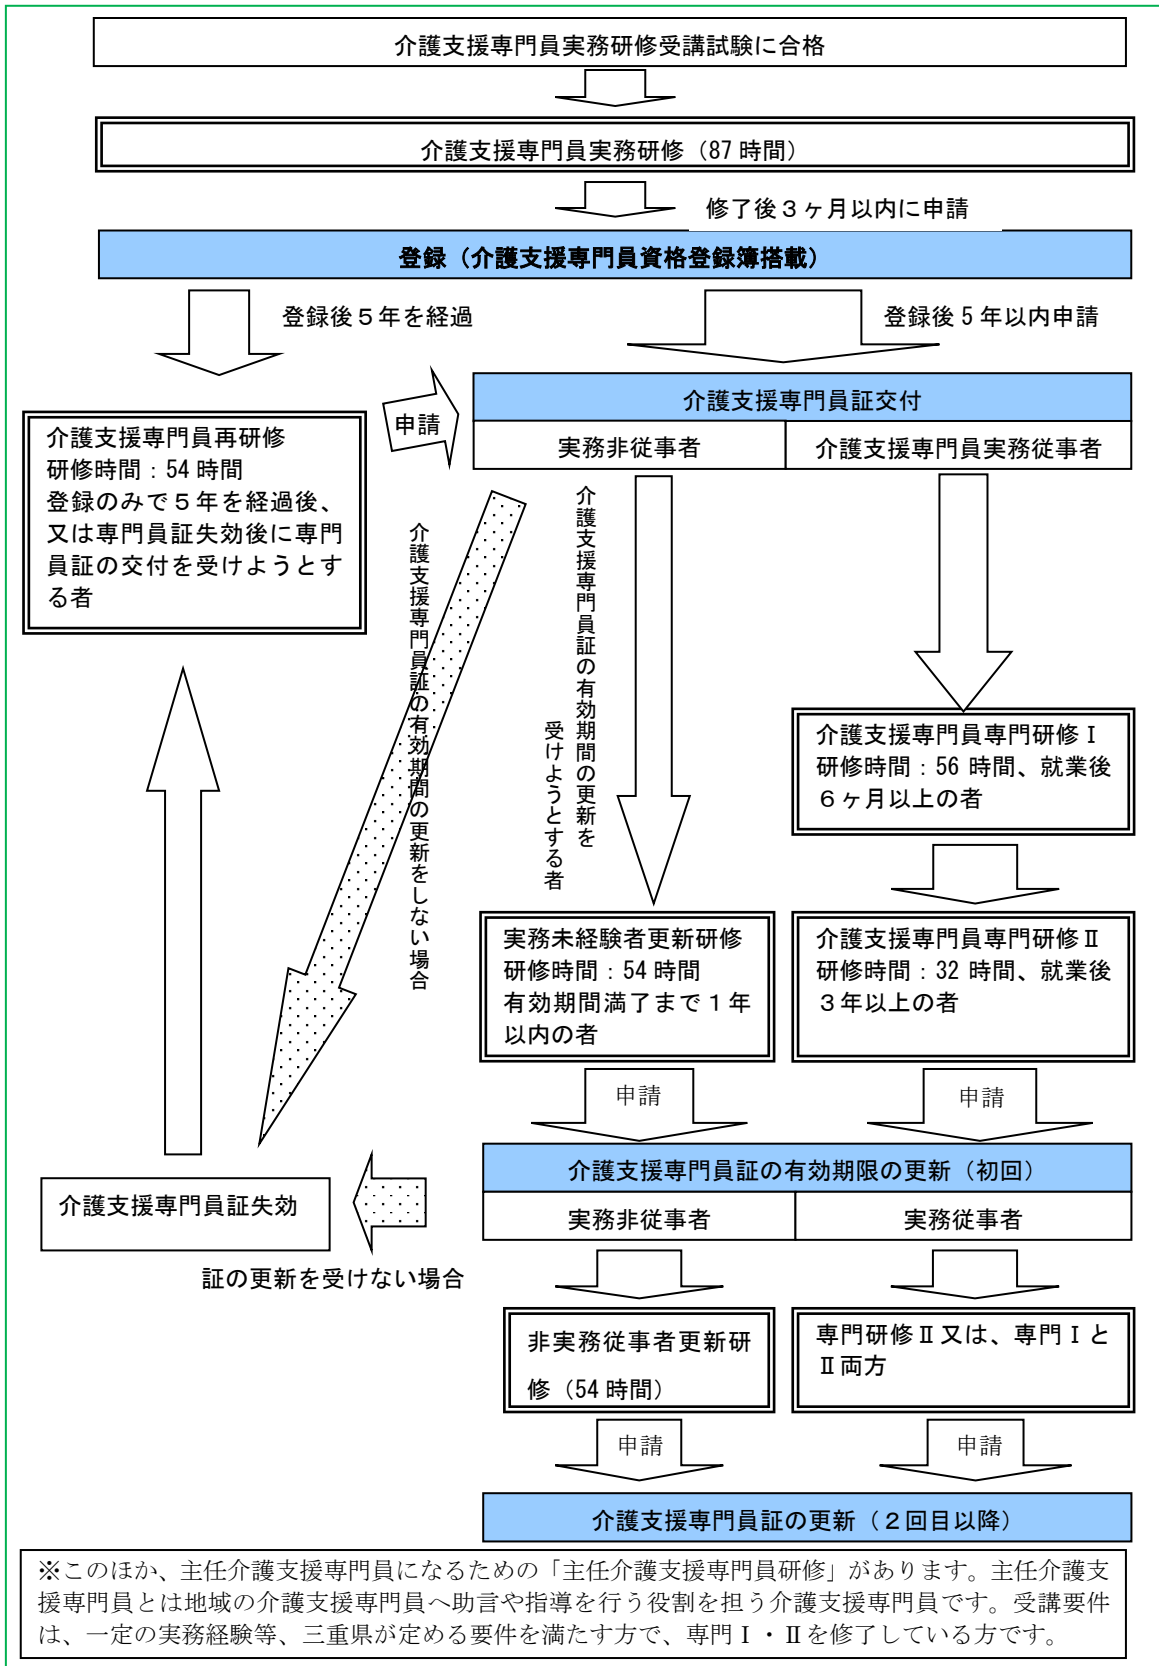 介護支援専門員実務研修受講試験に合格
介護支援専門員実務研修（87 時間）
修了後３ヶ月以内に申請
登録（介護支援専門員資格登録簿搭載）
登録後５年を経過
登録後 5 年以内申請
介護支援専門員証交付
実務非従事者
介護支援専門員実務従事者
申請
介護支援専門員再研修
研修時間：54 時間
登録のみで５年を経過後、
又は専門員証失効後に専門
員証の交付を受けようとす
る者
介護支援専門員証の有効期間の更新をしない場合
介護支援専門員証の有効期間の更新を
受けようとする者
介護支援専門員専門研修Ⅰ
研修時間：56 時間、就業後
６ヶ月以上の者
実務未経験者更新研修
研修時間：54 時間
有効期間満了まで１年
以内の者
介護支援専門員専門研修Ⅱ
研修時間：32 時間、就業後
３年以上の者
申請
申請
介護支援専門員証の有効期限の更新（初回）
実務非従事者
実務従事者
介護支援専門員証失効
証の更新を受けない場合
非実務従事者更新研
修（54 時間）
専門研修Ⅱ又は、専門Ⅰと
Ⅱ両方
申請
申請
介護支援専門員証の更新（２回目以降）
※このほか、主任介護支援専門員になるための「主任介護支援専門員研修」があります。主任介護支
援専門員とは地域の介護支援専門員へ助言や指導を行う役割を担う介護支援専門員です。受講要件
は、一定の実務経験等、三重県が定める要件を満たす方で、専門Ⅰ・Ⅱを修了している方です。